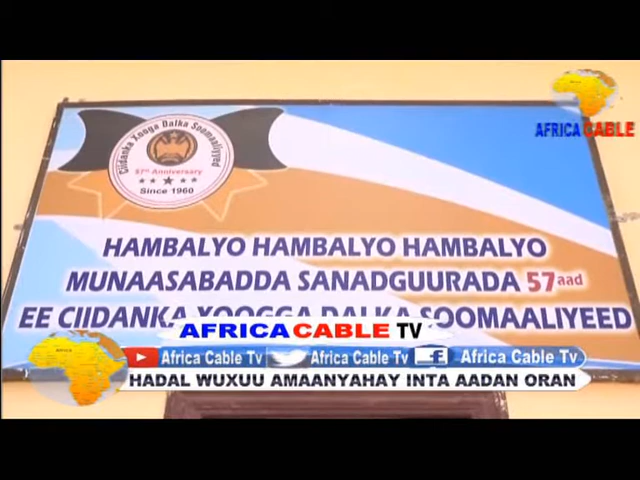 AFRICA CABLE
Ciidanka Xooga Dalka Soomaaliyeed
57th Anniversary
Since 1960
HAMBALYO HAMBALYO HAMBALYO
MUNAASABADDA SANADGUURADA 57aad
EE CIIDANKA XOOGGA DALKA SOOMAALIYEED
AFRICA CABLE TV
Africa Cable Tv Africa Cable Tv Africa Cable Tv
HADAL WUXUU AMAANYAHAY INTA AADAN ORAN